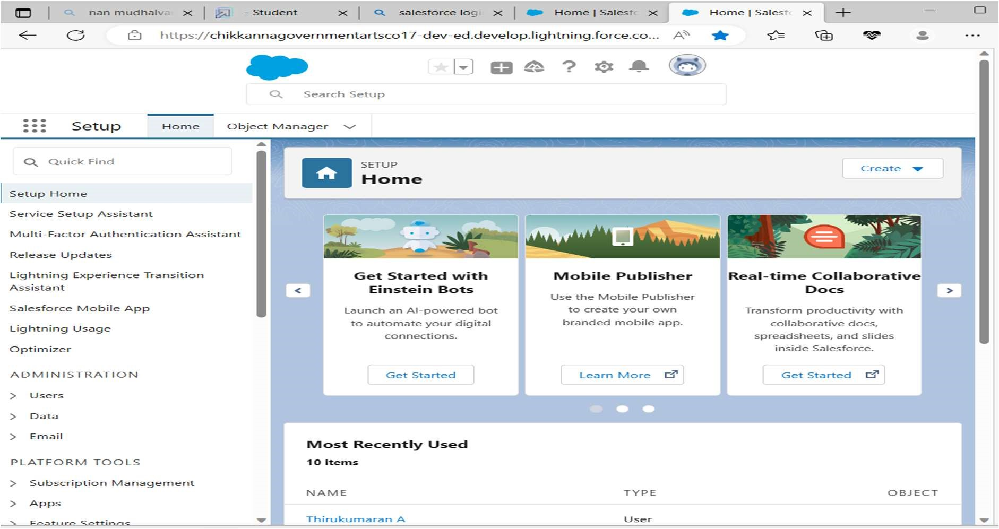 nan mudhalva
- Student
salesforce logi
Home | Salesfo
Home | Salesfo
https://chikkannagovernmentartsco17-dev-ed.develop.lightning.force.co...
Search Setup
Setup
Home
Object Manager
Quick Find
Setup Home
Service Setup Assistant
Multi-Factor Authentication Assistant
Release Updates
Lightning Experience Transition
Assistant
Salesforce Mobile App
Lightning Usage
Optimizer
ADMINISTRATION
Users
Data
Email
PLATFORM TOOLS
Subscription Management
Apps
Feature Settings
SETUP
Home
Create
Get Started with
Einstein Bots
Launch an AI-powered bot
to automate your digital
connections.
Get Started
Mobile Publisher
Use the Mobile Publisher
to create your own
branded mobile app.
Learn More
Real-time Collaborative
Docs
Transform productivity with
collaborative docs,
spreadsheets, and slides
inside Salesforce.
Get Started
Most Recently Used
10 items
NAME
TYPE
OBJECT
Thirukumaran A
User